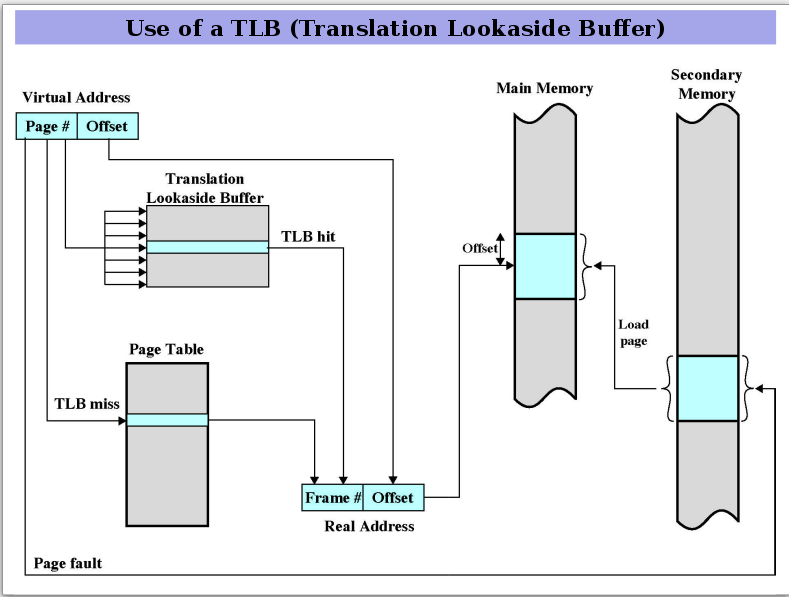 Use of a TLB (Translation Lookaside Buffer)
Virtual Address
Page #
Offset
Translation
Lookaside Buffer
TLB hit
Page Table
TLB miss
Frame #
Offset
Real Address
Page fault
Main Memory
Offset
Load
page
Secondary
Memory